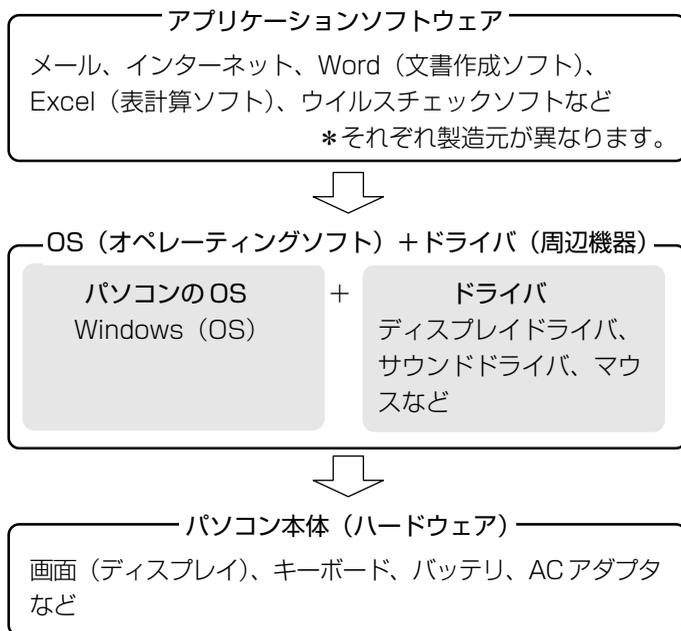 アプリケーションソフトウェア
メール、インターネット、Word（文書作成ソフト）、
Excel（表計算ソフト）、ウイルスチェックソフトなど
＊それぞれ製造元が異なります。
OS（オペレーティングソフト）＋ドライバ（周辺機器）
パソコンの OS
Windows（OS）
＋
ドライバ
ディスプレイドライバ、
サウンドドライバ、マウ
スなど
パソコン本体（ハードウェア）
画面（ディスプレイ）、キーボード、バッテリ、AC アダプタ
など